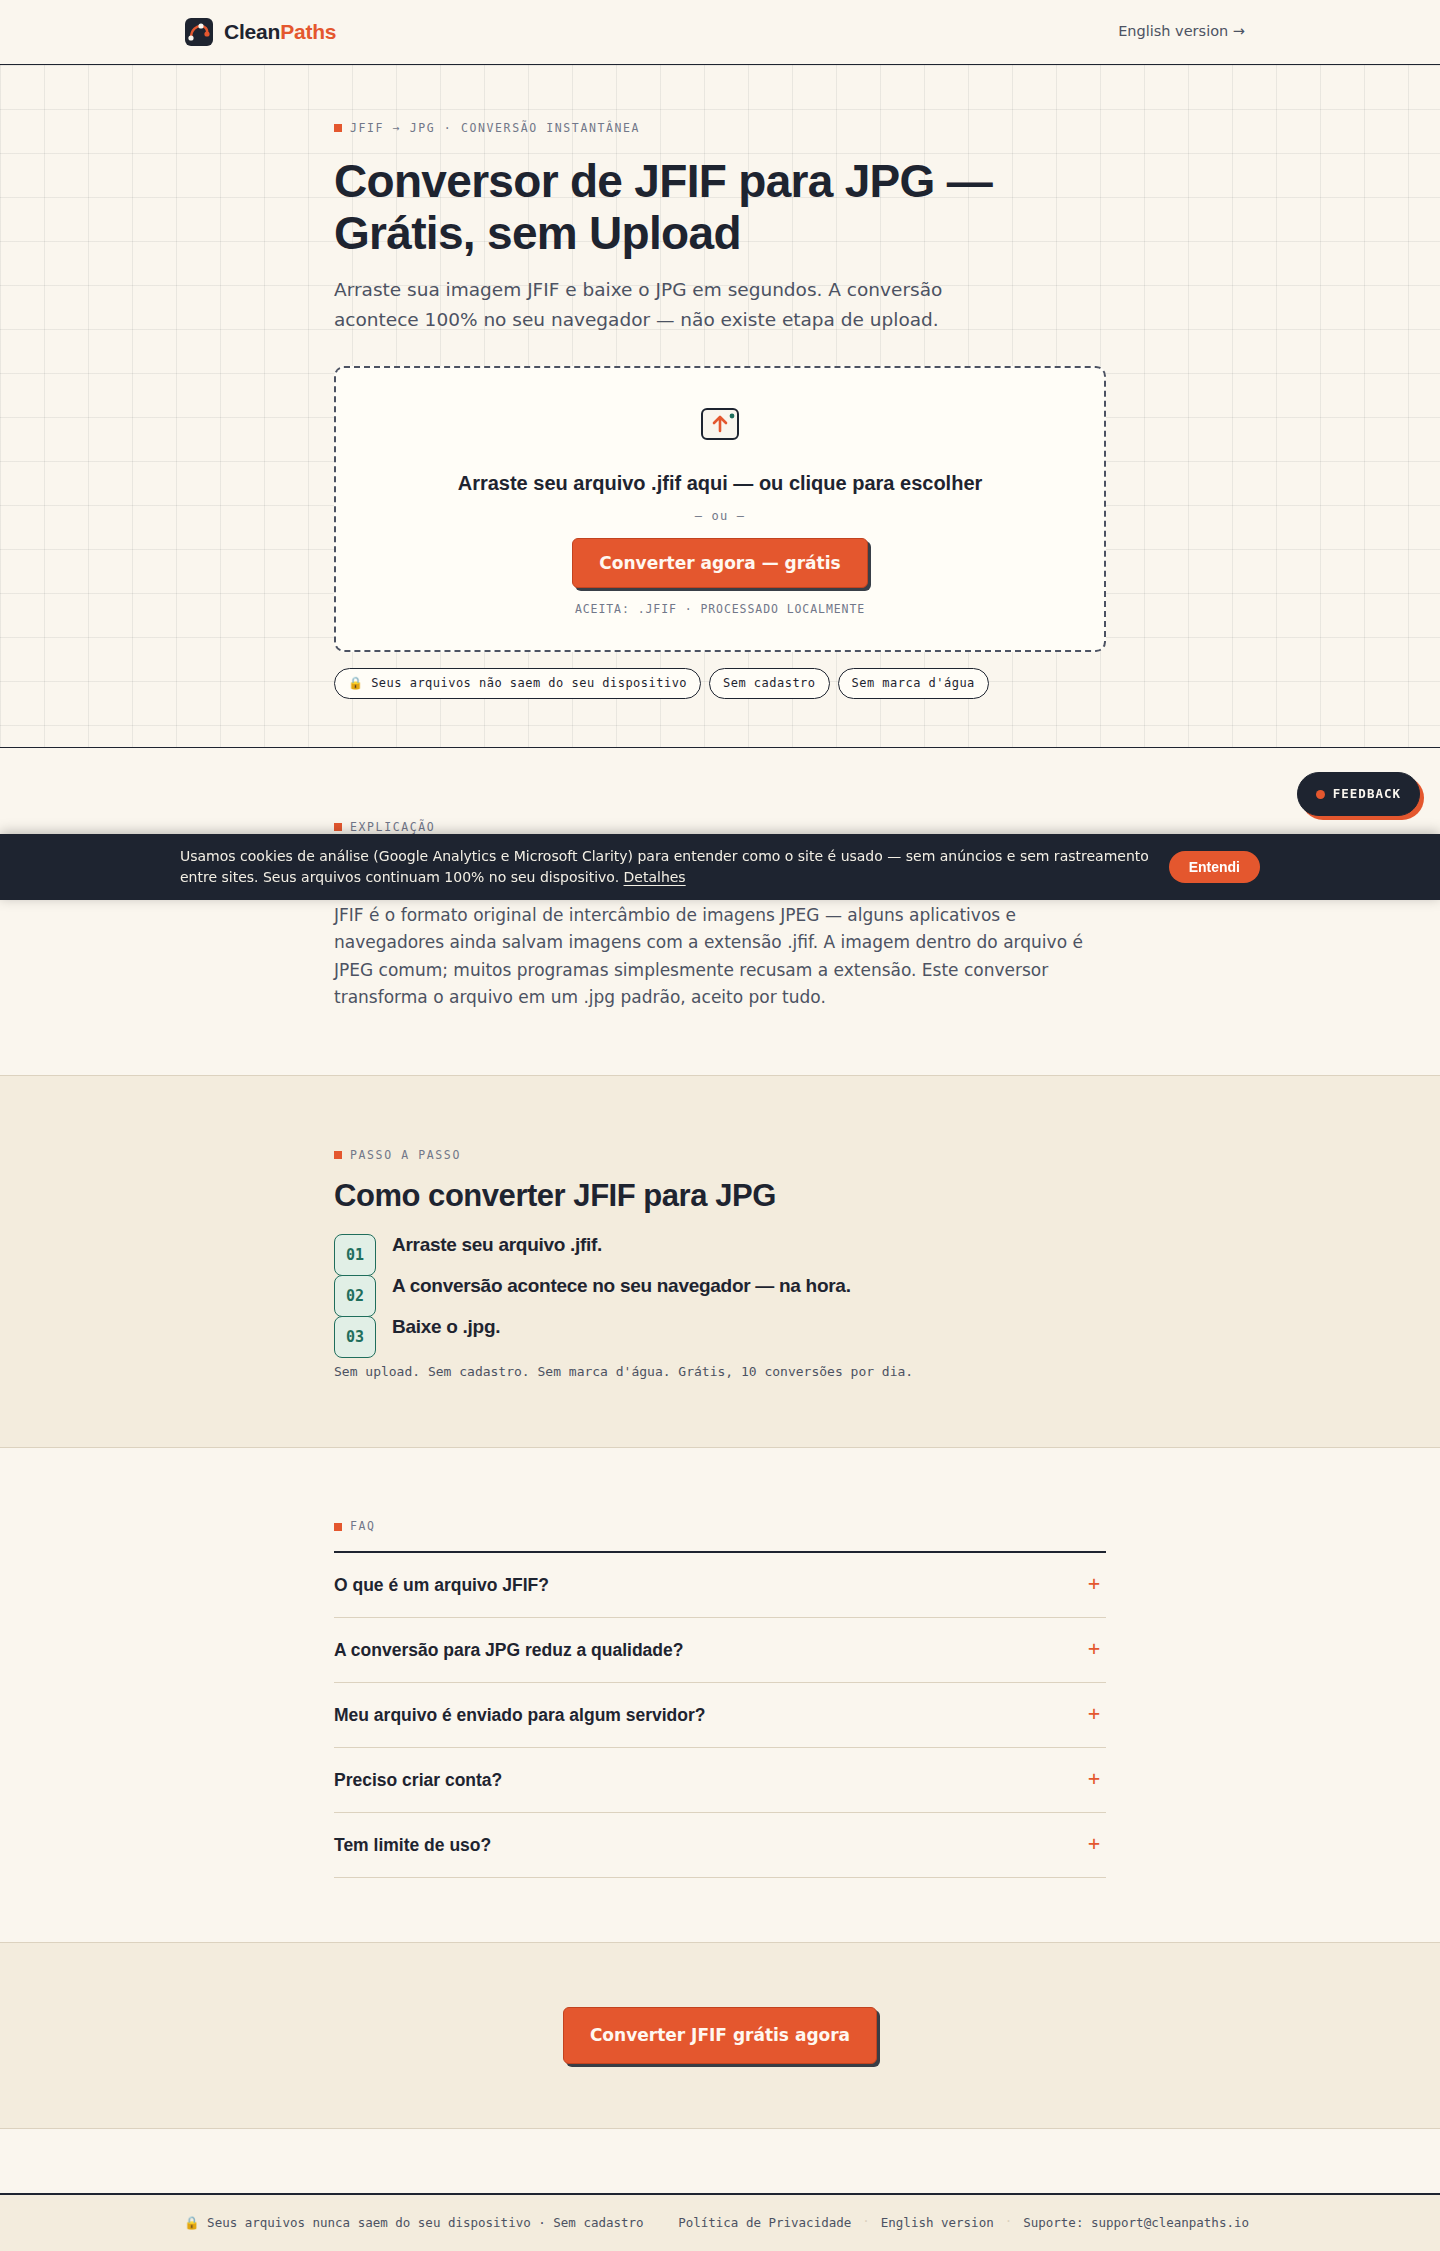 CleanPaths
English version →
JFIF → JPG · CONVERSÃO INSTANTÂNEA
Conversor de JFIF para JPG —
Grátis, sem Upload
Arraste sua imagem JFIF e baixe o JPG em segundos. A conversão
acontece 100% no seu navegador — não existe etapa de upload.
Arraste seu arquivo .jfif aqui — ou clique para escolher
— ou —
Converter agora — grátis
ACEITA: .JFIF · PROCESSADO LOCALMENTE
🔒 Seus arquivos não saem do seu dispositivo
Sem cadastro
Sem marca d'água
FEEDBACK
EXPLICAÇÃO
Usamos cookies de análise (Google Analytics e Microsoft Clarity) para entender como o site é usado — sem anúncios e sem rastreamento
entre sites. Seus arquivos continuam 100% no seu dispositivo. Detalhes
Entendi
JFIF é o formato original de intercâmbio de imagens JPEG — alguns aplicativos e
navegadores ainda salvam imagens com a extensão .jfif. A imagem dentro do arquivo é
JPEG comum; muitos programas simplesmente recusam a extensão. Este conversor
transforma o arquivo em um .jpg padrão, aceito por tudo.
PASSO A PASSO
Como converter JFIF para JPG
01 Arraste seu arquivo .jfif.
02 A conversão acontece no seu navegador — na hora.
03 Baixe o .jpg.
Sem upload. Sem cadastro. Sem marca d'água. Grátis, 10 conversões por dia.
FAQ
O que é um arquivo JFIF? +
A conversão para JPG reduz a qualidade? +
Meu arquivo é enviado para algum servidor? +
Preciso criar conta? +
Tem limite de uso? +
Converter JFIF grátis agora
🔒 Seus arquivos nunca saem do seu dispositivo · Sem cadastro
Política de Privacidade · English version · Suporte: support@cleanpaths.io